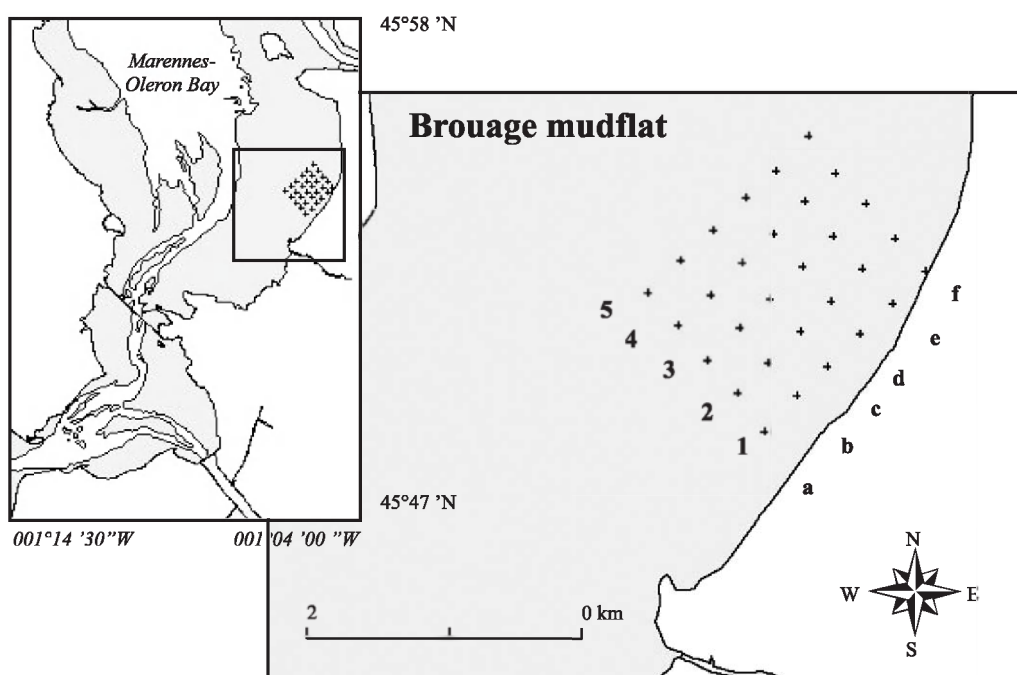 45°58 ’N
Marennes-
Oleron Bay
Brouage mudflat
5
4
3
2
1
f
e
d
c
b
a
45°47 ’N
001°14 ’30”W
001°04 ’00 ”W
2
0 km
N
W
E
S